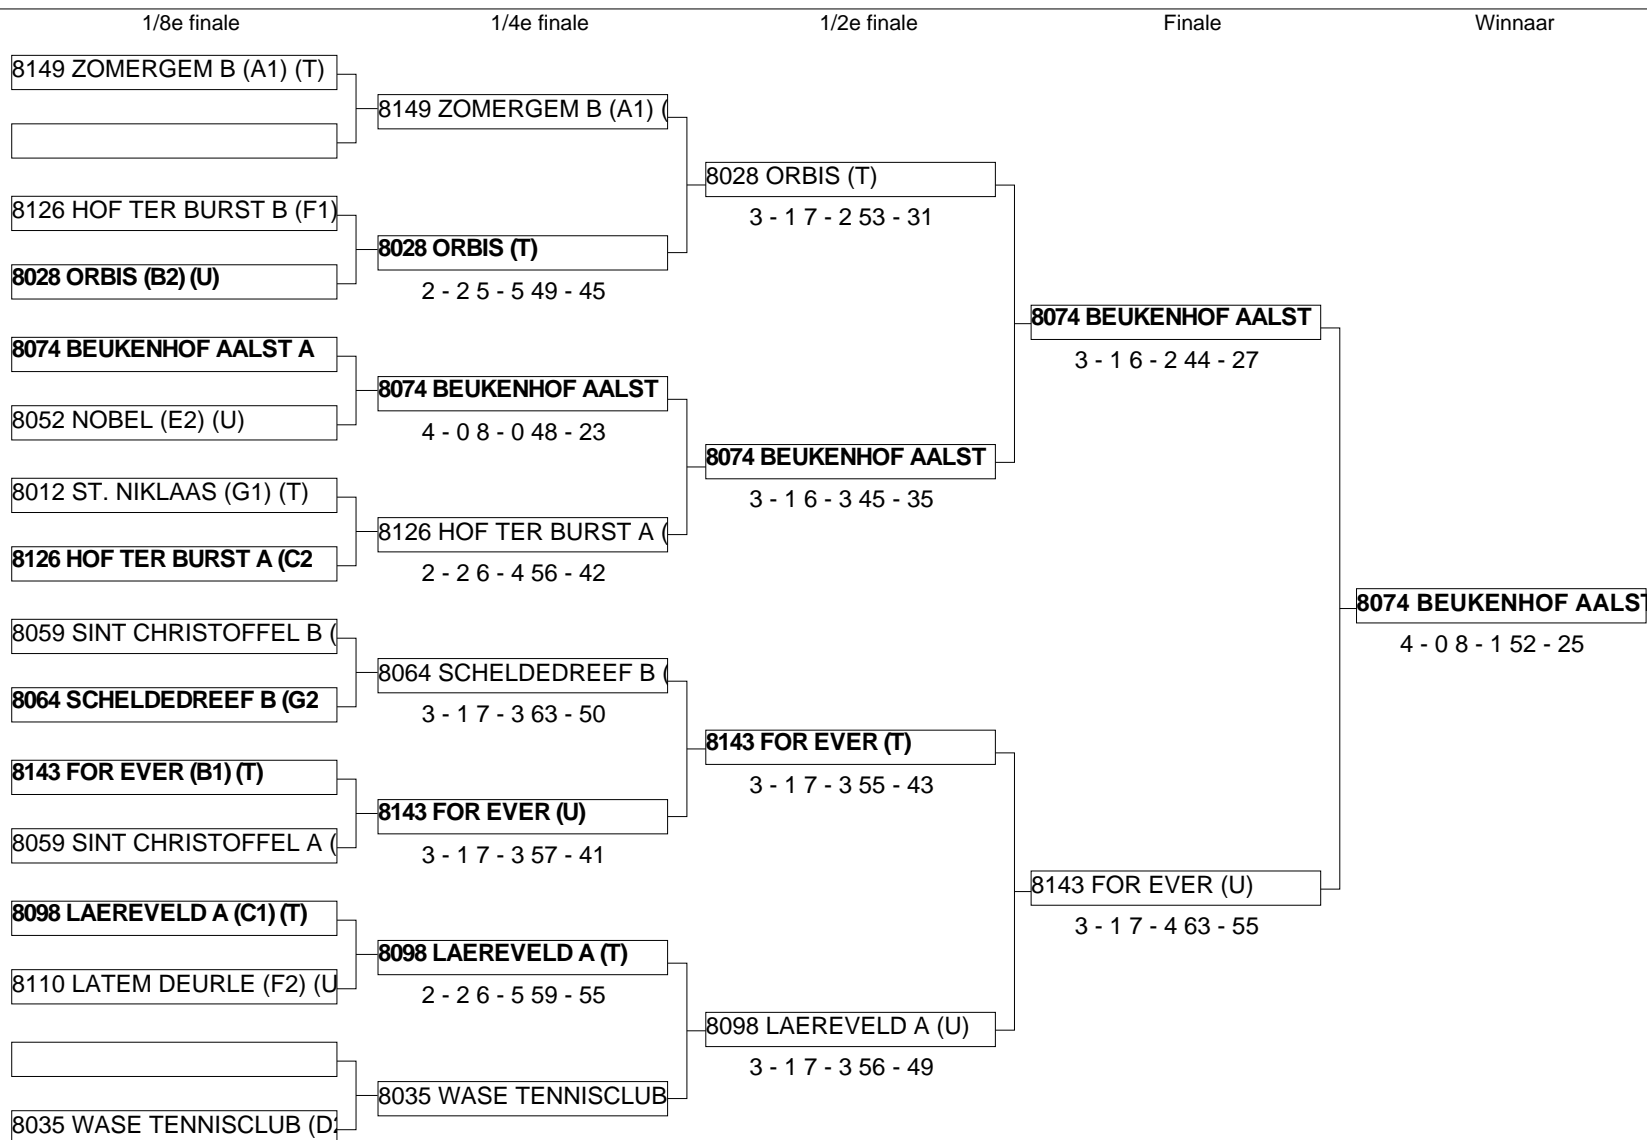 1/8e finale 1/4e finale 1/2e finale Finale Winnaar
8149 ZOMERGEM B (A1) (T)
8126 HOF TER BURST B (F1)
8028 ORBIS (B2) (U)
8074 BEUKENHOF AALST A
8052 NOBEL (E2) (U)
8012 ST. NIKLAAS (G1) (T)
8126 HOF TER BURST A (C2
8059 SINT CHRISTOFFEL B (
8064 SCHELDEDREEF B (G2
8143 FOR EVER (B1) (T)
8059 SINT CHRISTOFFEL A (
8098 LAEREVELD A (C1) (T)
8110 LATEM DEURLE (F2) (U
8035 WASE TENNISCLUB (D2
8149 ZOMERGEM B (A1) (
8028 ORBIS (T)
2 - 2 5 - 5 49 - 45
8074 BEUKENHOF AALST
4 - 0 8 - 0 48 - 23
8126 HOF TER BURST A (
2 - 2 6 - 4 56 - 42
8064 SCHELDEDREEF B (
3 - 1 7 - 3 63 - 50
8143 FOR EVER (U)
3 - 1 7 - 3 57 - 41
8098 LAEREVELD A (T)
2 - 2 6 - 5 59 - 55
8035 WASE TENNISCLUB
8028 ORBIS (T)
3 - 1 7 - 2 53 - 31
8074 BEUKENHOF AALST
3 - 1 6 - 3 45 - 35
8143 FOR EVER (T)
3 - 1 7 - 3 55 - 43
8098 LAEREVELD A (U)
3 - 1 7 - 3 56 - 49
8074 BEUKENHOF AALST
3 - 1 6 - 2 44 - 27
8143 FOR EVER (U)
3 - 1 7 - 4 63 - 55
8074 BEUKENHOF AALST
4 - 0 8 - 1 52 - 25